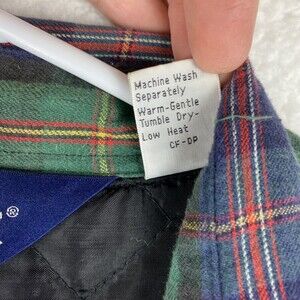 Machine Wash
Separately
Warm-Gentle
Tumble Dry-
Low Heat
CF-DP
®